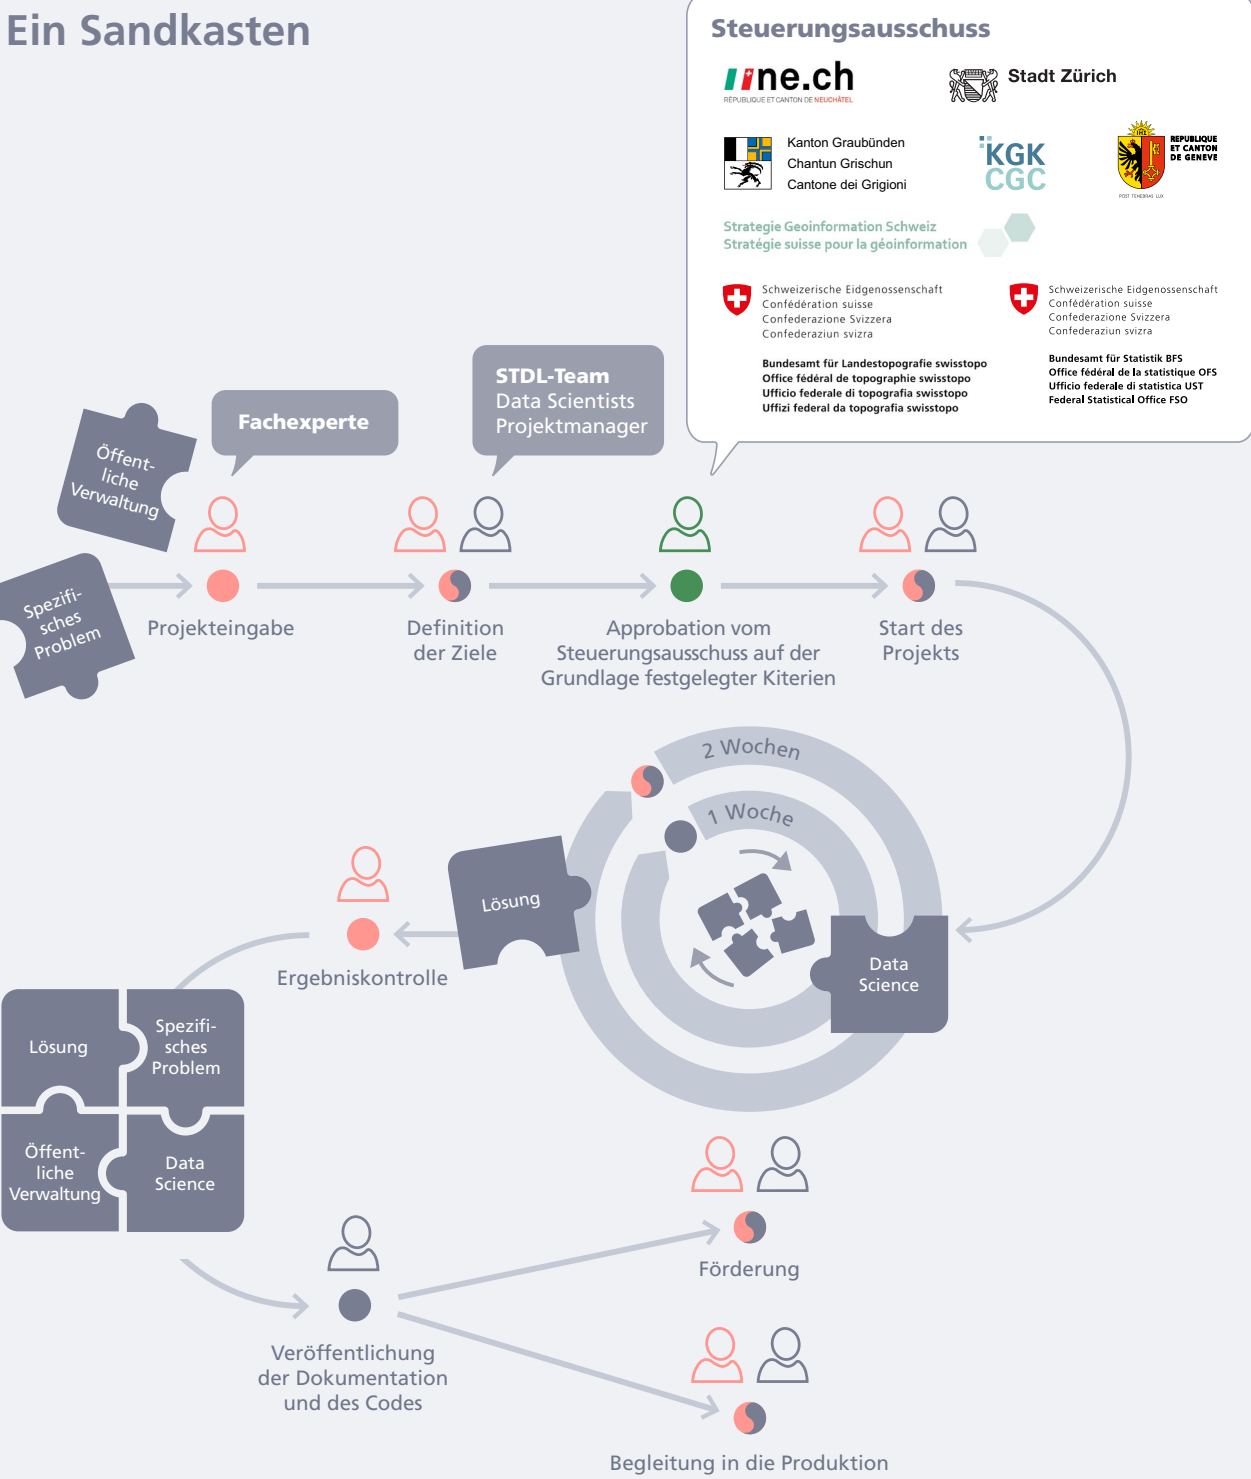 Ein Sandkasten
Steuerungsausschuss
ne.ch
RÉPUBLIQUE ET CANTON DE NEUCHÂTEL
Stadt Zürich
Kanton Graubünden
Chantun Grischun
Cantone dei Grigioni
KGK
CGC
REPUBLIQUE
ET CANTON
DE GENEVE
POST TENEBRAS LUX
Strategie Geoinformation Schweiz
Stratégie suisse pour la géoinformation
Schweizerische Eidgenossenschaft
Confédération suisse
Confederazione Svizzera
Confederaziun svizra
Bundesamt für Landestopografie swisstopo
Office fédéral de topographie swisstopo
Ufficio federale di topografia swisstopo
Uffizi federal da topografia swisstopo
Schweizerische Eidgenossenschaft
Confédération suisse
Confederazione Svizzera
Confederaziun svizra
Bundesamt für Statistik BFS
Office fédéral de la statistique OFS
Ufficio federale di statistica UST
Federal Statistical Office FSO
Fachexperte
STDL-Team
Data Scientists
Projektmanager
Öffent-
liche
Verwaltung
Spezifi-
sches
Problem
Projekteingabe
Definition
der Ziele
Approbation vom
Steuerungsausschuss auf der
Grundlage festgelegter Kiterien
Start des
Projekts
2 Wochen
1 Woche
Data
Science
Lösung
Ergebniskontrolle
Lösung
Spezifi-
sches
Problem
Öffent-
liche
Verwaltung
Data
Science
Veröffentlichung
der Dokumentation
und des Codes
Förderung
Begleitung in die Produktion